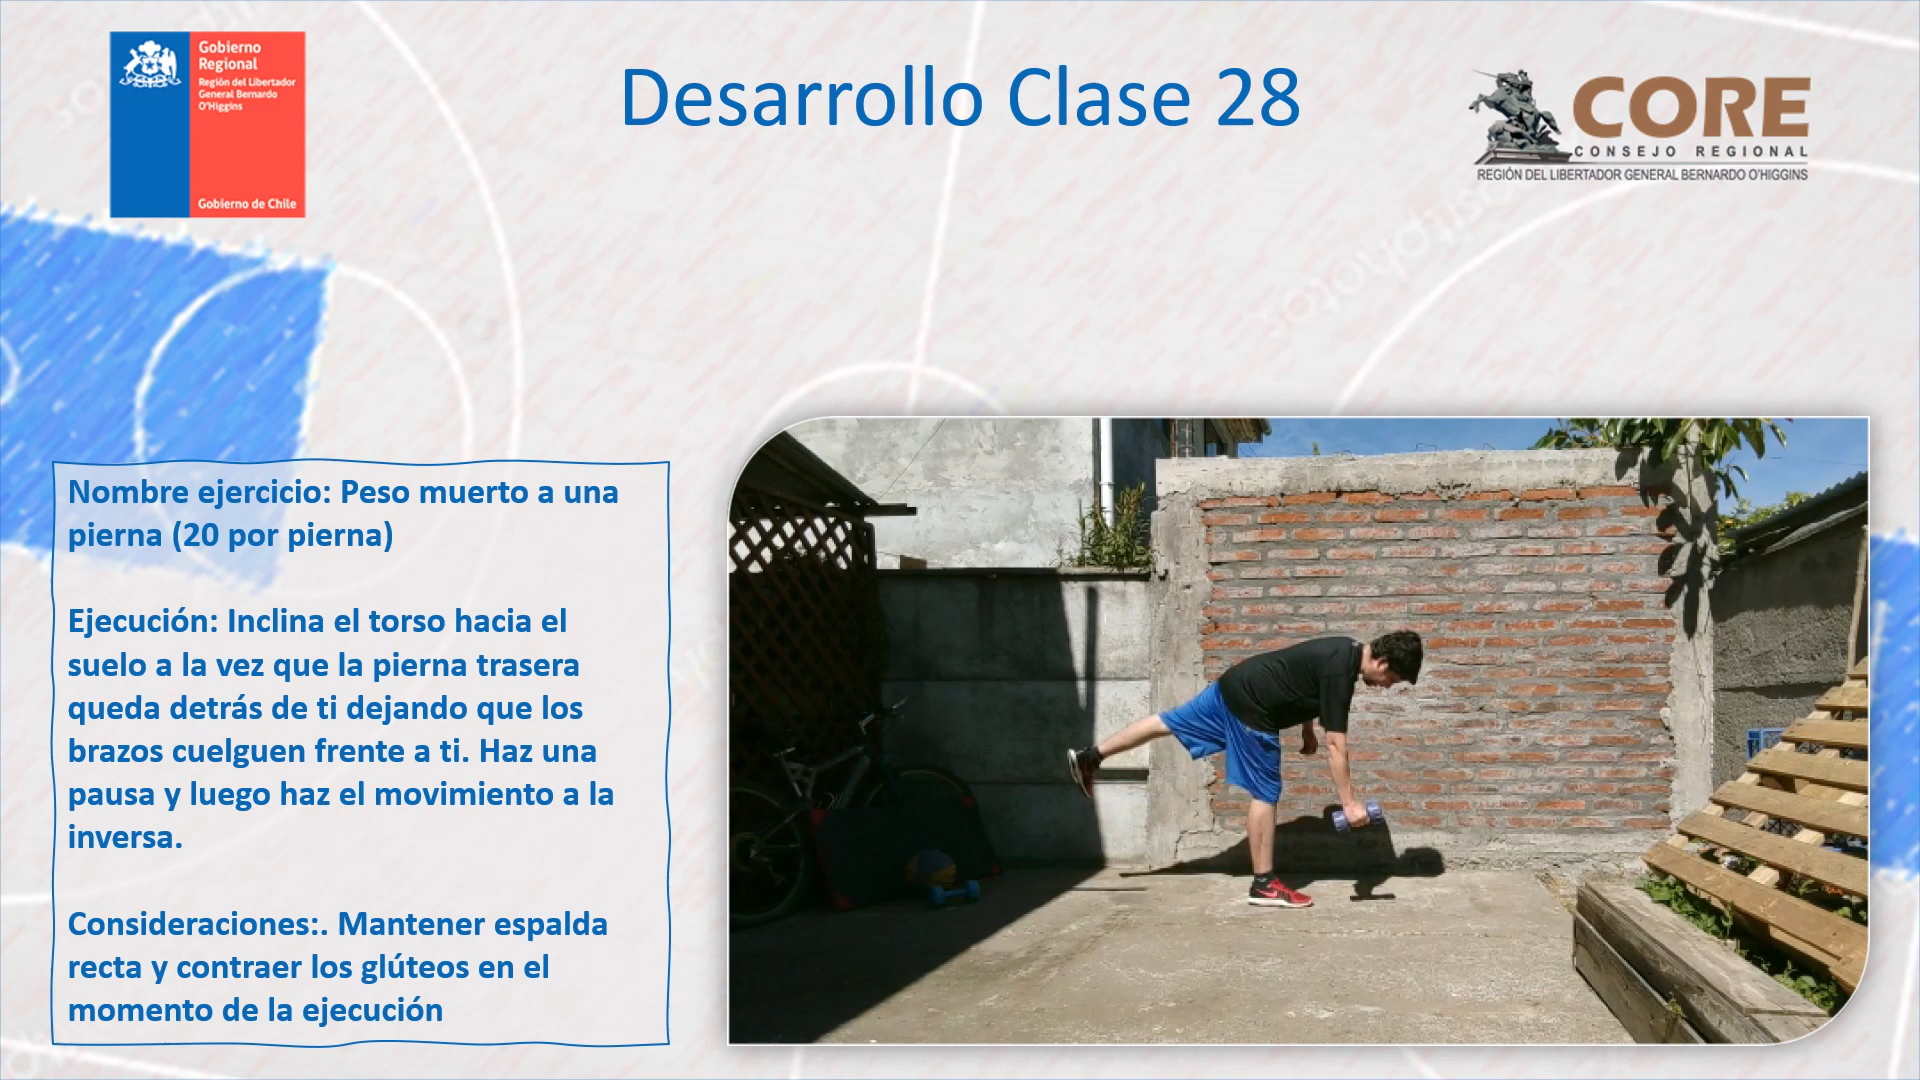 Gobierno
Regional
Región del Libertador
General Bernardo
O'Higgins
Gobierno de Chile
Desarrollo Clase 28
CORE
CONSEJO REGIONAL
REGIÓN DEL LIBERTADOR GENERAL BERNARDO O'HIGGINS
Nombre ejercicio: Peso muerto a una
pierna (20 por pierna)
Ejecución: Inclina el torso hacia el
suelo a la vez que la pierna trasera
queda detrás de ti dejando que los
brazos cuelguen frente a ti. Haz una
pausa y luego haz el movimiento a la
inversa.
Consideraciones:. Mantener espalda
recta y contraer los glúteos en el
momento de la ejecución